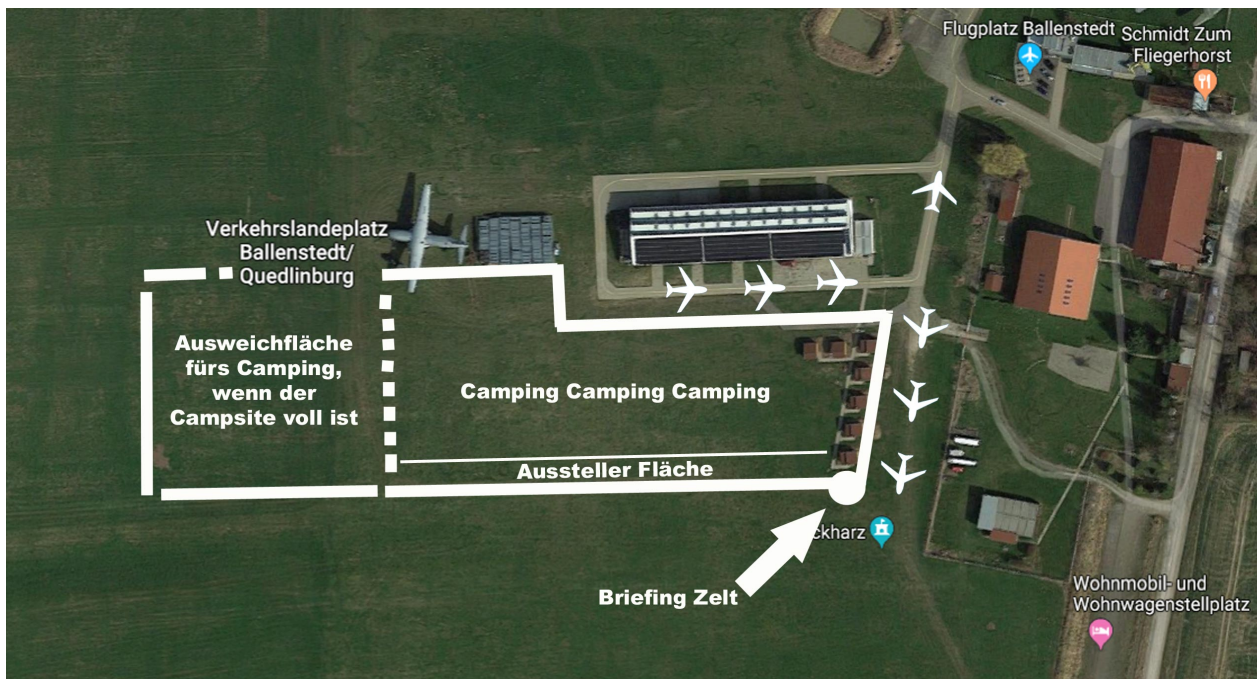 Flugplatz Ballenstedt
Schmidt Zum
Fliegerhorst
Verkehrslandeplatz
Ballenstedt/
Quedlinburg
Ausweichfläche
fürs Camping,
wenn der
Campsite voll ist
Camping Camping Camping
Aussteller Fläche
ckharz
Briefing Zelt
Wohnmobil- und
Wohnwagenstellplatz